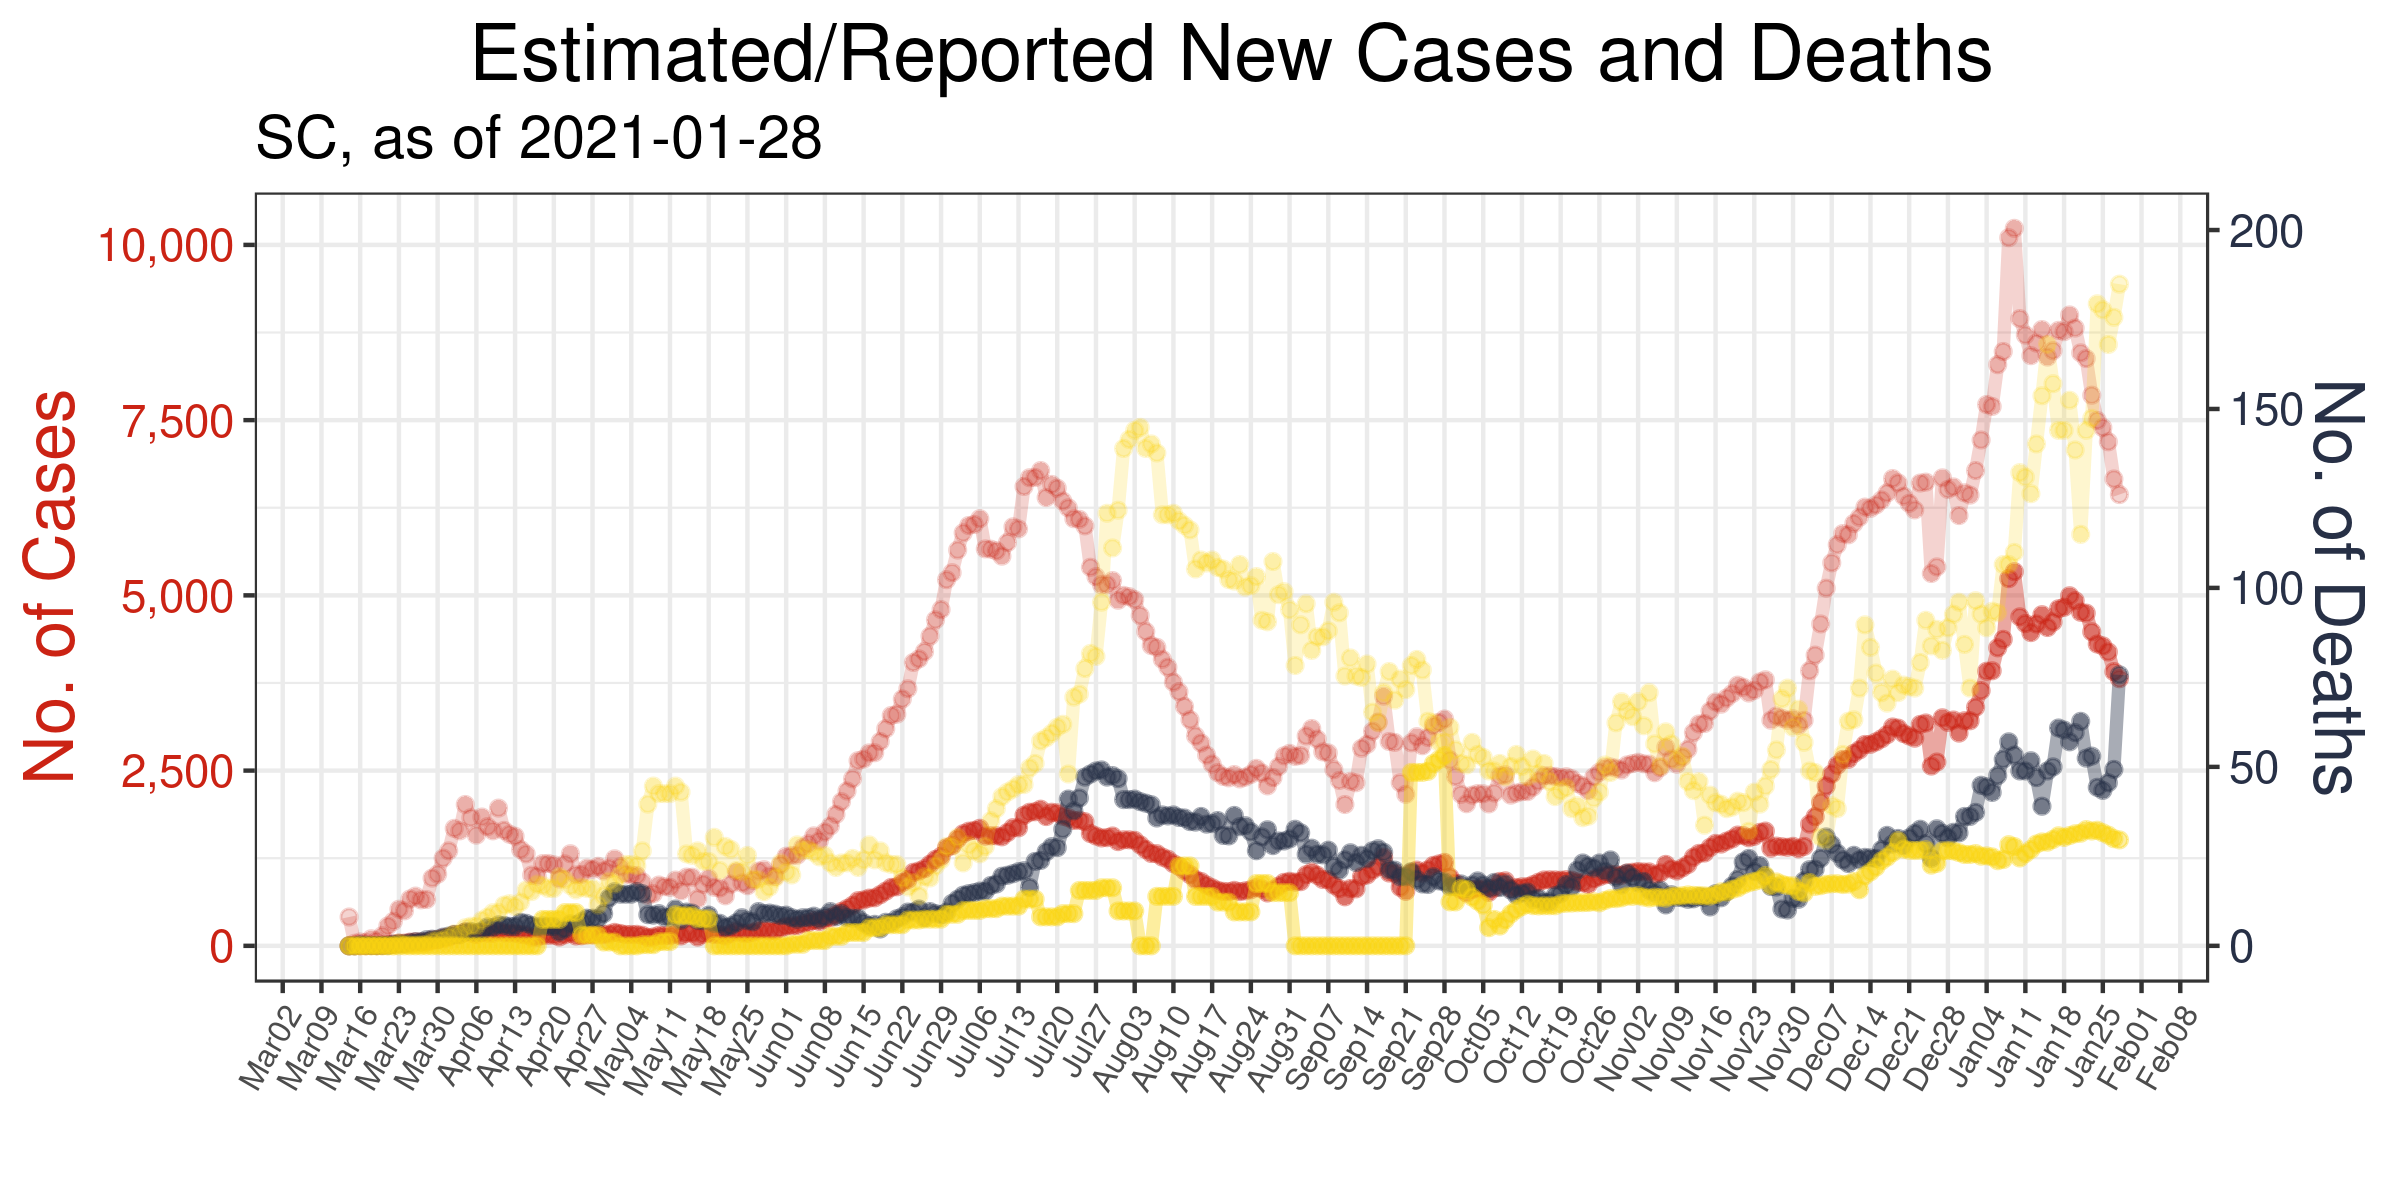 Estimated/Reported New Cases and Deaths
SC, as of 2021-01-28
No. of Cases
10,000
7,500
5,000
2,500
0
200
150
100
50
0
No. of Deaths
Mar02
Mar09
Mar16
Mar23
Mar30
Apr06
Apr13
Apr20
Apr27
May04
May11
May18
May25
Jun01
Jun08
Jun15
Jun22
Jun29
Jul06
Jul13
Jul20
Jul27
Aug03
Aug10
Aug17
Aug24
Aug31
Sep07
Sep14
Sep21
Sep28
Oct05
Oct12
Oct19
Oct26
Nov02
Nov09
Nov16
Nov23
Nov30
Dec07
Dec14
Dec21
Dec28
Jan04
Jan11
Jan18
Jan25
Feb01
Feb08